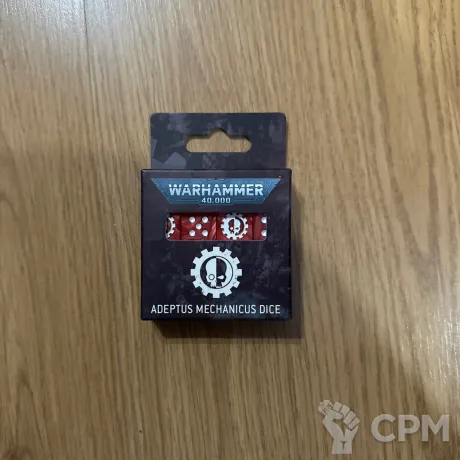 WARHAMMER
40,000
ADEPTUS MECHANICUS DICE
CPM